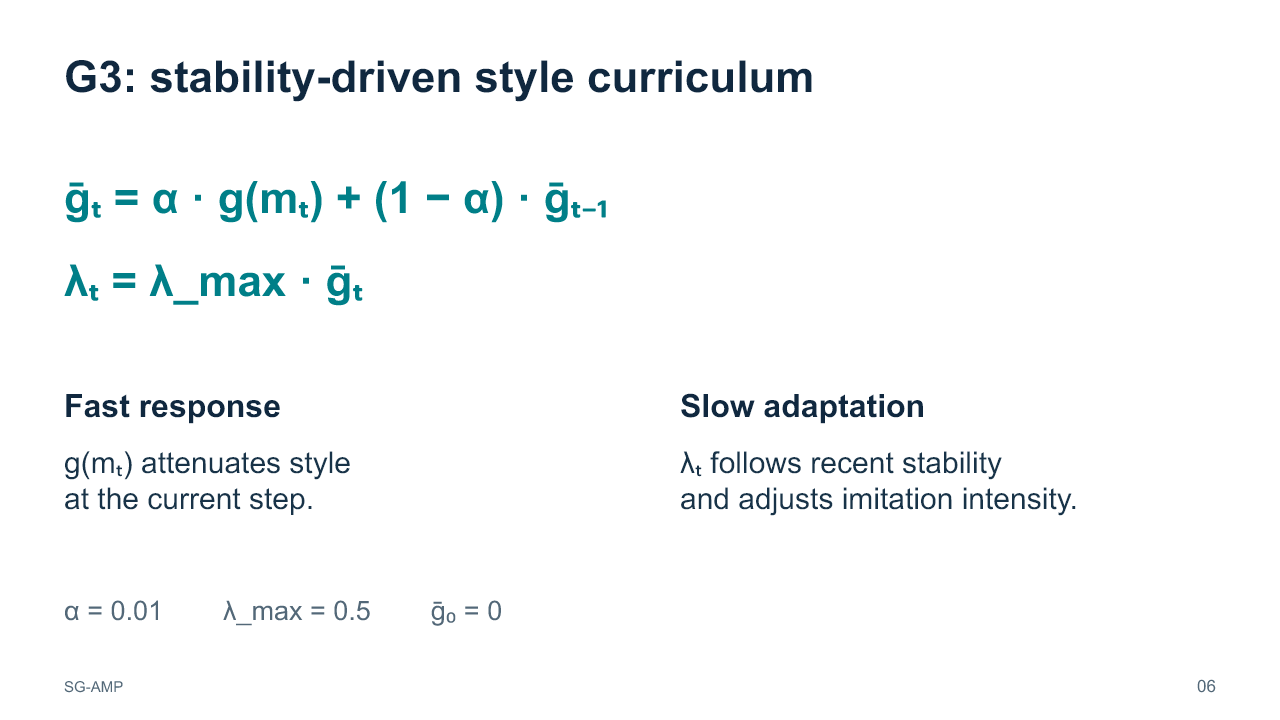 G3: stability-driven style curriculum
ḡₜ = α · g(mₜ) + (1 − α) · ḡₜ₋₁
λₜ = λ_max · ḡₜ
Fast response
g(mₜ) attenuates style
at the current step.
Slow adaptation
λₜ follows recent stability
and adjusts imitation intensity.
α = 0.01 λ_max = 0.5 ḡ₀ = 0
SG-AMP
06